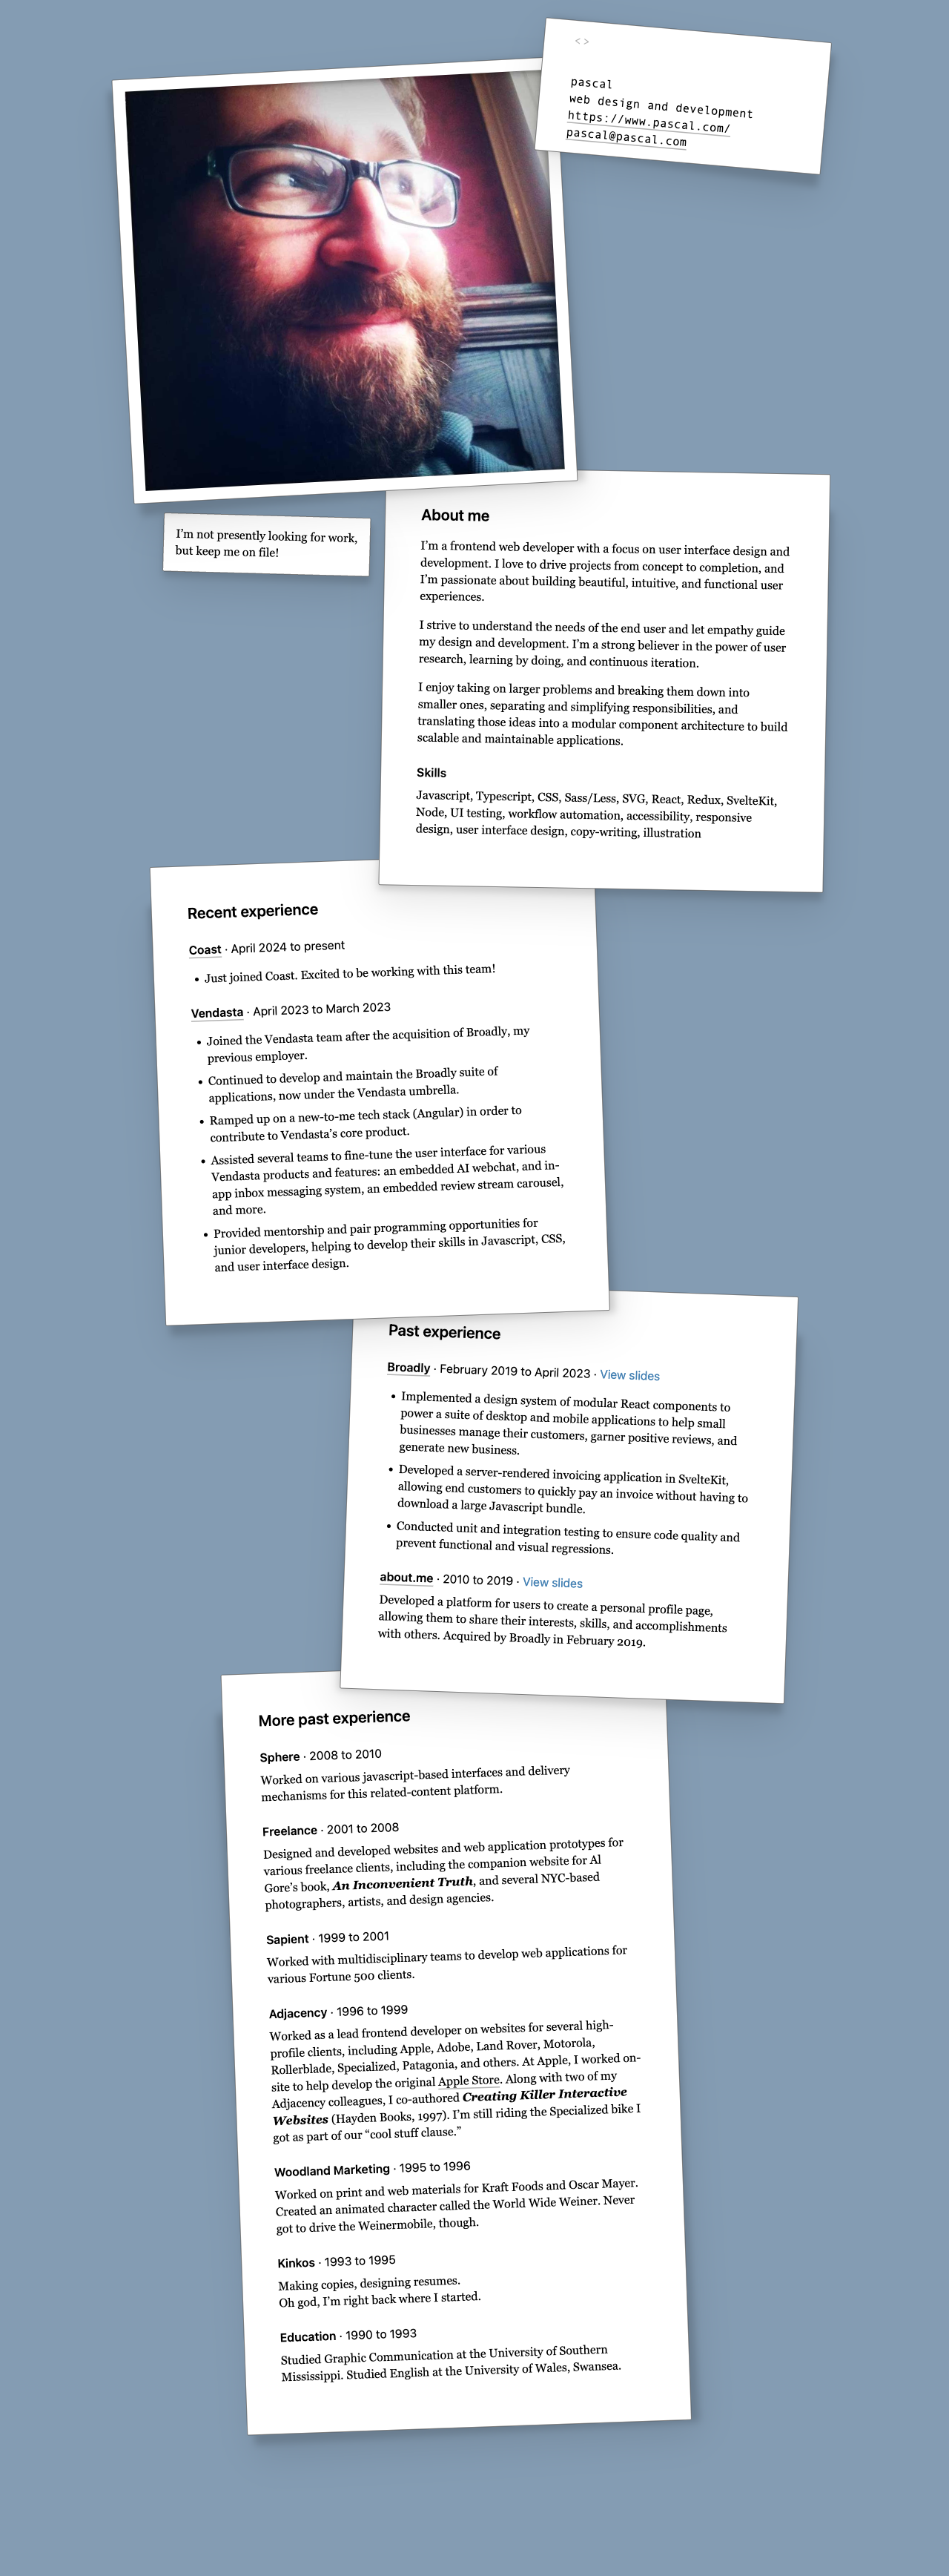 <>
pascal
web design and development
https://www.pascal.com/
pascal@pascal.com
I’m not presently looking for work,
but keep me on file!
About me
I’m a frontend web developer with a focus on user interface design and
development. I love to drive projects from concept to completion, and
I’m passionate about building beautiful, intuitive, and functional user
experiences.
I strive to understand the needs of the end user and let empathy guide
my design and development. I’m a strong believer in the power of user
research, learning by doing, and continuous iteration.
I enjoy taking on larger problems and breaking them down into
smaller ones, separating and simplifying responsibilities, and
translating those ideas into a modular component architecture to build
scalable and maintainable applications.
Skills
Javascript, Typescript, CSS, Sass/Less, SVG, React, Redux, SvelteKit,
Node, UI testing, workflow automation, accessibility, responsive
design, user interface design, copy-writing, illustration
Recent experience
Coast · April 2024 to present
• Just joined Coast. Excited to be working with this team!
Vendasta · April 2023 to March 2023
• Joined the Vendasta team after the acquisition of Broadly, my
previous employer.
• Continued to develop and maintain the Broadly suite of
applications, now under the Vendasta umbrella.
• Ramped up on a new-to-me tech stack (Angular) in order to
contribute to Vendasta’s core product.
• Assisted several teams to fine-tune the user interface for various
Vendasta products and features: an embedded AI webchat, and in-
app inbox messaging system, an embedded review stream carousel,
and more.
• Provided mentorship and pair programming opportunities for
junior developers, helping to develop their skills in Javascript, CSS,
and user interface design.
Past experience
Broadly · February 2019 to April 2023 · View slides
• Implemented a design system of modular React components to
power a suite of desktop and mobile applications to help small
businesses manage their customers, garner positive reviews, and
generate new business.
• Developed a server-rendered invoicing application in SvelteKit,
allowing end customers to quickly pay an invoice without having to
download a large Javascript bundle.
• Conducted unit and integration testing to ensure code quality and
prevent functional and visual regressions.
about.me · 2010 to 2019 · View slides
Developed a platform for users to create a personal profile page,
allowing them to share their interests, skills, and accomplishments
with others. Acquired by Broadly in February 2019.
More past experience
Sphere · 2008 to 2010
Worked on various javascript-based interfaces and delivery
mechanisms for this related-content platform.
Freelance · 2001 to 2008
Designed and developed websites and web application prototypes for
various freelance clients, including the companion website for Al
Gore’s book, An Inconvenient Truth, and several NYC-based
photographers, artists, and design agencies.
Sapient · 1999 to 2001
Worked with multidisciplinary teams to develop web applications for
various Fortune 500 clients.
Adjacency · 1996 to 1999
Worked as a lead frontend developer on websites for several high-
profile clients, including Apple, Adobe, Land Rover, Motorola,
Rollerblade, Specialized, Patagonia, and others. At Apple, I worked on-
site to help develop the original Apple Store. Along with two of my
Adjacency colleagues, I co-authored Creating Killer Interactive
Websites (Hayden Books, 1997). I’m still riding the Specialized bike I
got as part of our “cool stuff clause.”
Woodland Marketing · 1995 to 1996
Worked on print and web materials for Kraft Foods and Oscar Mayer.
Created an animated character called the World Wide Weiner. Never
got to drive the Weinermobile, though.
Kinkos · 1993 to 1995
Making copies, designing resumes.
Oh god, I’m right back where I started.
Education · 1990 to 1993
Studied Graphic Communication at the University of Southern
Mississippi. Studied English at the University of Wales, Swansea.